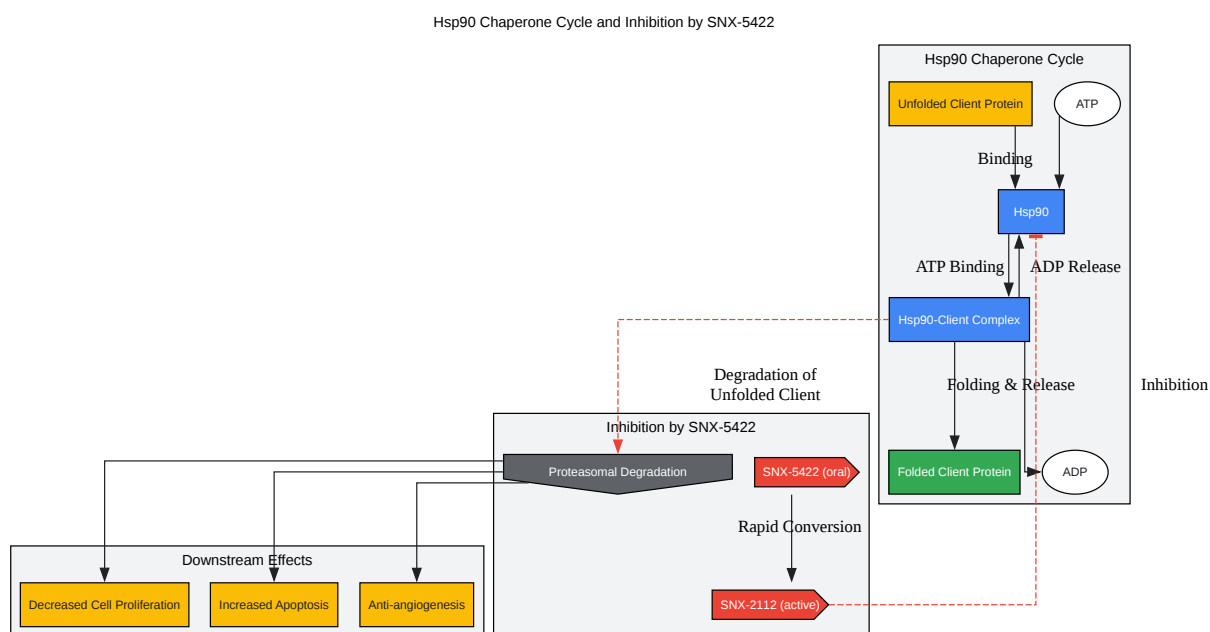 Hsp90 Chaperone Cycle and Inhibition by SNX-5422
Hsp90 Chaperone Cycle
Unfolded Client Protein
ATP
Binding
Hsp90
ATP Binding
ADP Release
Hsp90-Client Complex
Degradation of
Unfolded Client
Folding & Release
Inhibition
Inhibition by SNX-5422
Proteasomal Degradation
SNX-5422 (oral)
Folded Client Protein
ADP
Rapid Conversion
Downstream Effects
Decreased Cell Proliferation
Increased Apoptosis
Anti-angiogenesis
SNX-2112 (active)